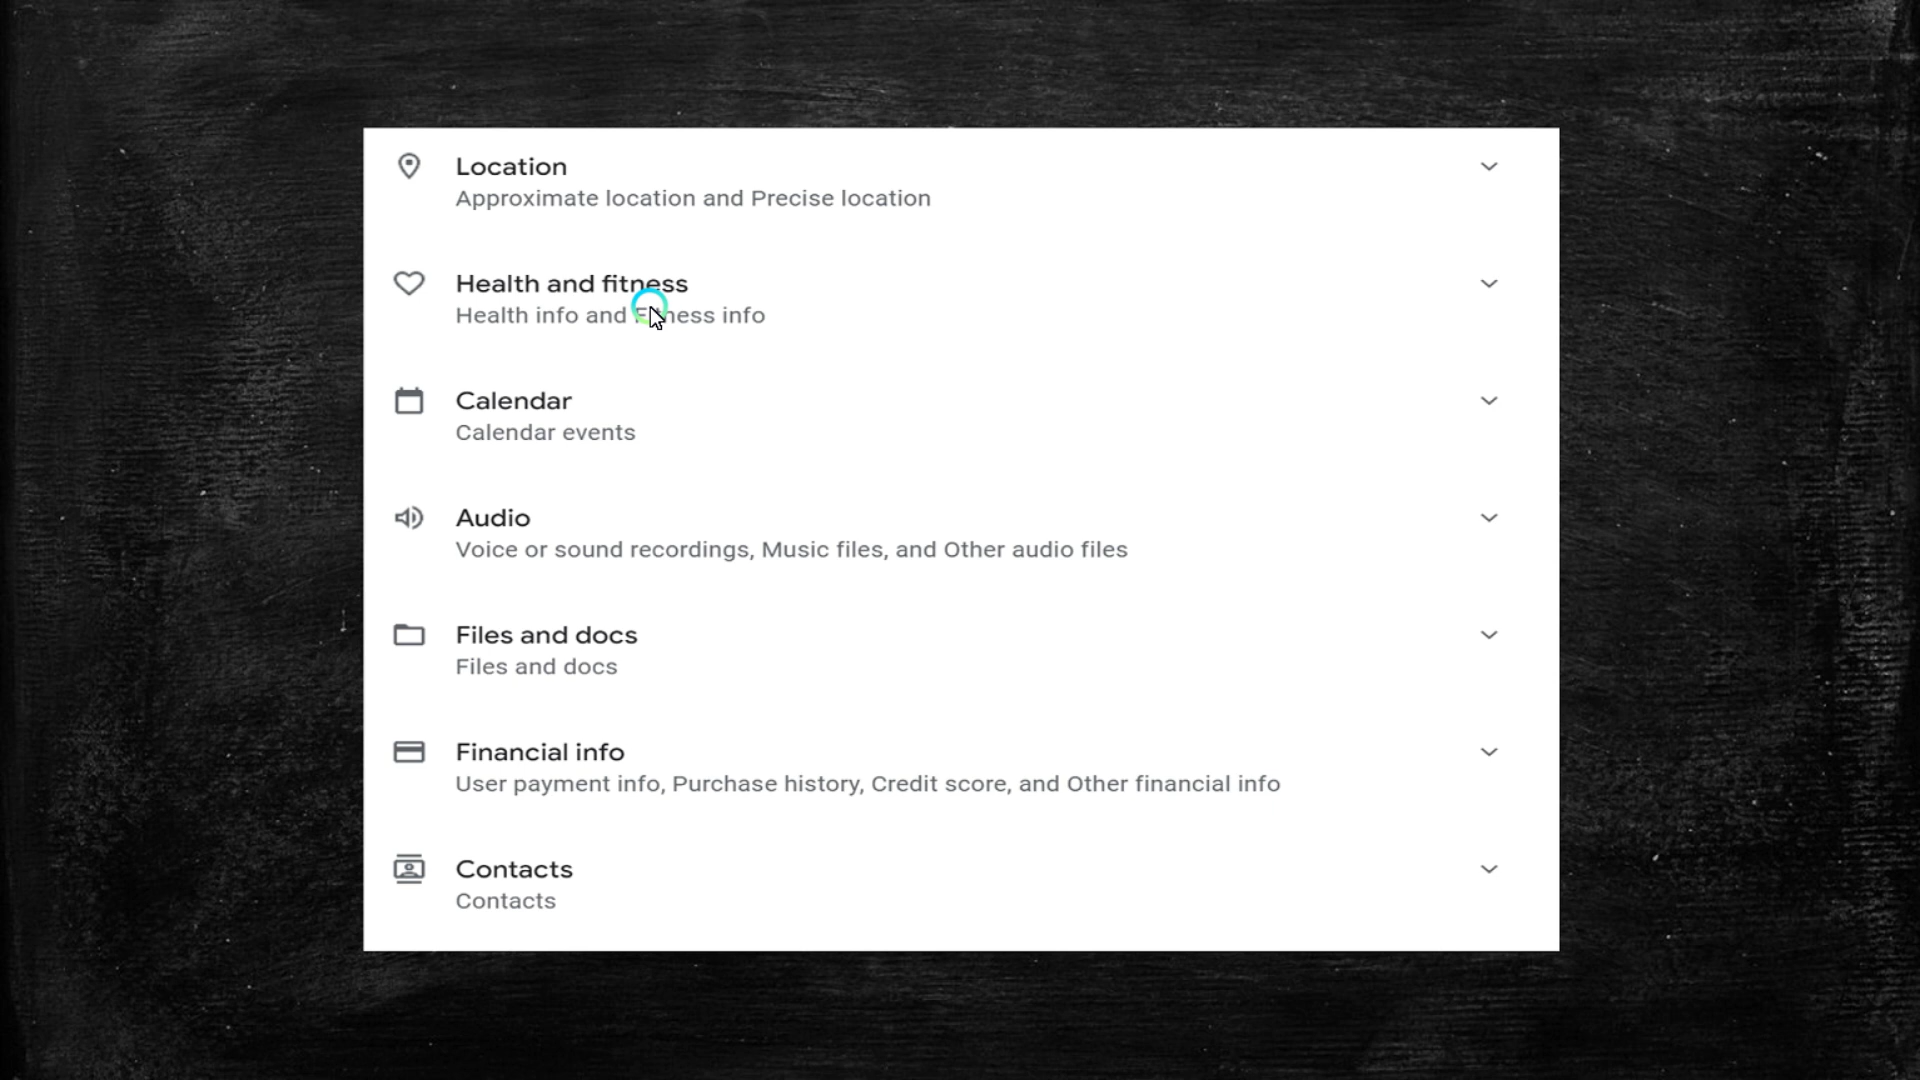 Location
Approximate location and Precise location
Health and fitness
Health info and Fitness info
Calendar
Calendar events
Audio
Voice or sound recordings, Music files, and Other audio files
Files and docs
Files and docs
Financial info
User payment info, Purchase history, Credit score, and Other financial info
Contacts
Contacts